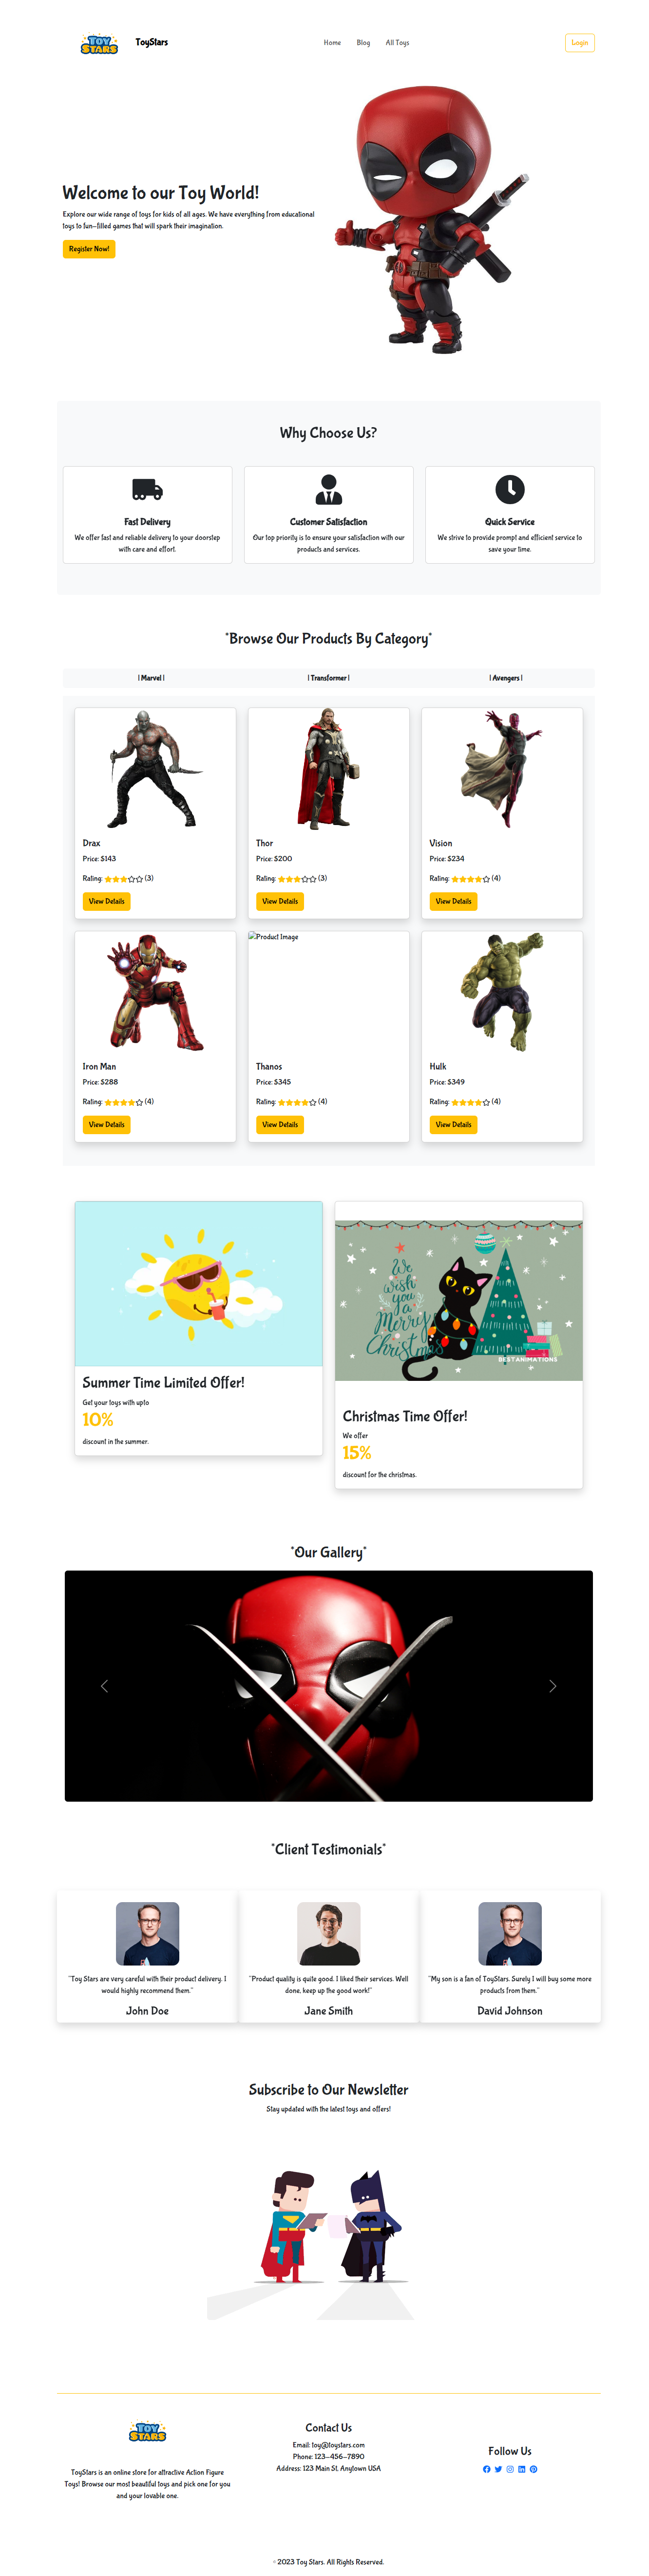 TOY STARS
ToyStars
Home
Blog
All Toys
Login
Welcome to our Toy World!
Explore our wide range of toys for kids of all ages. We have everything from educational
toys to fun-filled games that will spark their imagination.
Register Now!
Why Choose Us?
Fast Delivery
We offer fast and reliable delivery to your doorstep
with care and effort.
Customer Satisfaction
Our top priority is to ensure your satisfaction with our
products and services.
Quick Service
We strive to provide prompt and efficient service to
save your time.
"Browse Our Products By Category"
| Marvel |
| Transformer |
| Avengers |
Drax
Price: $143
Rating: (3)
View Details
Thor
Price: $200
Rating: (3)
View Details
Vision
Price: $234
Rating: (4)
View Details
Iron Man
Price: $288
Rating: (4)
View Details
Product Image
Thanos
Price: $345
Rating: (4)
View Details
Hulk
Price: $349
Rating: (4)
View Details
Summer Time Limited Offer!
Get your toys with upto
10%
discount in the summer.
We
wish
you a
Merry
Christmas
BESTANIMATIONS
Christmas Time Offer!
We offer
15%
discount for the christmas.
"Our Gallery"
"Client Testimonials"
"Toy Stars are very careful with their product delivery. I
would highly recommend them."
John Doe
"Product quality is quite good. I liked their services. Well
done, keep up the good work!"
Jane Smith
"My son is a fan of ToyStars. Surely I will buy some more
products from them."
David Johnson
Subscribe to Our Newsletter
Stay updated with the latest toys and offers!
TOY STARS
ToyStars is an online store for attractive Action Figure
Toys! Browse our most beautiful toys and pick one for you
and your lovable one.
Contact Us
Email: toy@toystars.com
Phone: 123-456-7890
Address: 123 Main St, Anytown USA
Follow Us
2023 Toy Stars. All Rights Reserved.